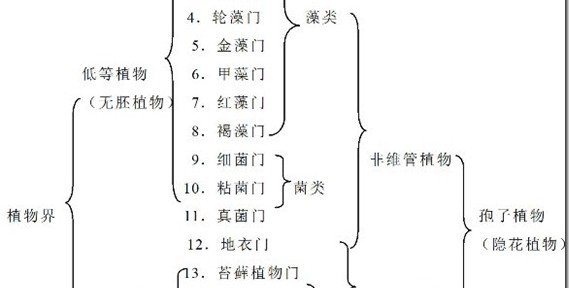 4．轮藻门
藻类
5．金藻门
低等植物
6．甲藻门
（无胚植物）
7．红藻门
8．褐藻门
9．细菌门
非维管植物
10．粘菌门
菌类
植物界
11．真菌门
孢了植物
12．地衣门
（隐花植物）
13．苔藓植物门